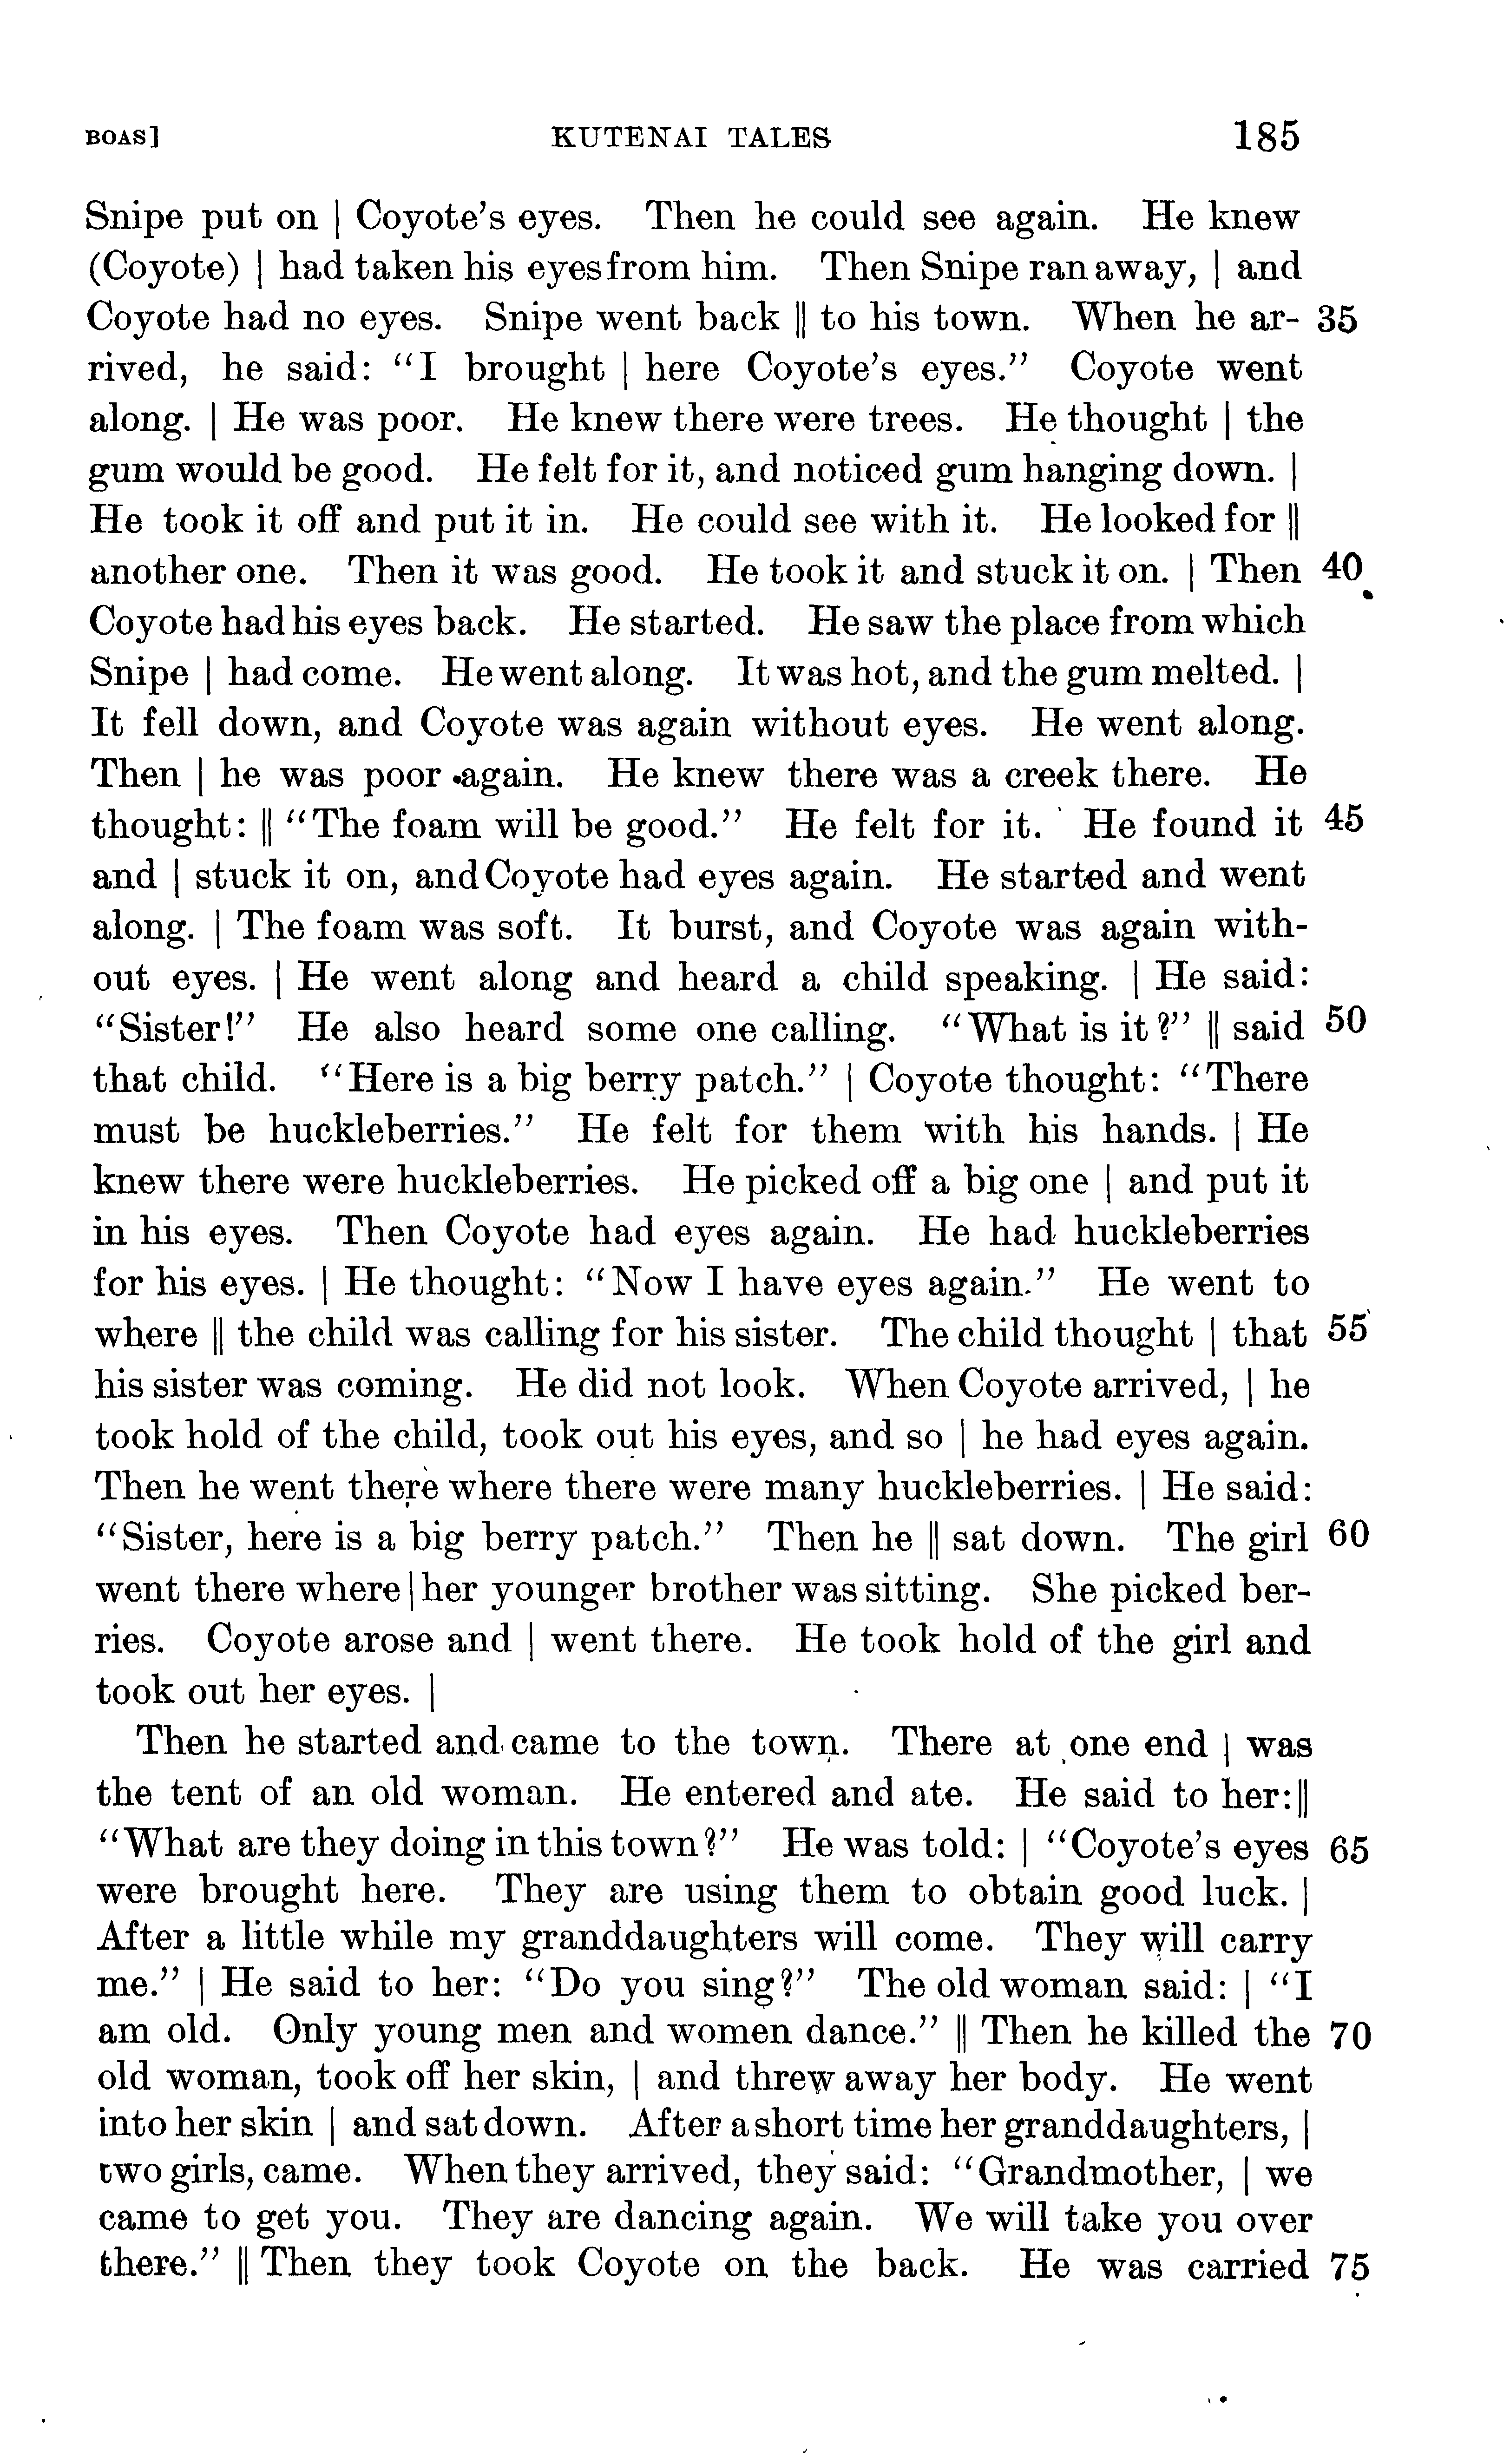 BOAS] KUTENAI TALES 185
Snipe put on | Coyote's eyes. Then he could see again. He knew
(Coyote) | had taken his eyes from him. Then Snipe ran away, | and
Coyote had no eyes. Snipe went back || to his town. When he ar- 35
rived, he said: "I brought | here Coyote's eyes." Coyote went
along. | He was poor. He knew there were trees. He thought | the
gum would be good. He felt for it, and noticed gum hanging down. |
He took it off and put it in. He could see with it. He looked for ||
another one. Then it was good. He took it and stuck it on. | Then 40
Coyote had his eyes back. He started. He saw the place from which
Snipe | had come. He went along. It was hot, and the gum melted. |
It fell down, and Coyote was again without eyes. He went along.
Then | he was poor again. He knew there was a creek there. He
thought: || "The foam will be good." He felt for it. He found it 45
and | stuck it on, and Coyote had eyes again. He started and went
along. | The foam was soft. It burst, and Coyote was again with-
out eyes. | He went along and heard a child speaking. | He said:
"Sister!" He also heard some one calling. "What is it?" || said 50
that child. "Here is a big berry patch." | Coyote thought: "There
must be huckleberries." He felt for them with his hands. | He
knew there were huckleberries. He picked off a big one | and put it
in his eyes. Then Coyote had eyes again. He had huckleberries
for his eyes. | He thought: "Now I have eyes again." He went to
where || the child was calling for his sister. The child thought | that 55
his sister was coming. He did not look. When Coyote arrived, | he
took hold of the child, took out his eyes, and so | he had eyes again.
Then he went there where there were many huckleberries. | He said:
"Sister, here is a big berry patch." Then he || sat down. The girl 60
went there where | her younger brother was sitting. She picked ber-
ries. Coyote arose and | went there. He took hold of the girl and
took out her eyes. |
Then he started and came to the town. There at one end | was
the tent of an old woman. He entered and ate. He said to her: ||
"What are they doing in this town?" He was told: | "Coyote's eyes 65
were brought here. They are using them to obtain good luck. |
After a little while my granddaughters will come. They will carry
me." | He said to her: "Do you sing?" The old woman said: | "I
am old. Only young men and women dance." || Then he killed the 70
old woman, took off her skin, | and threw away her body. He went
into her skin | and sat down. After a short time her granddaughters, |
two girls, came. When they arrived, they said: "Grandmother, | we
came to get you. They are dancing again. We will take you over
there." || Then they took Coyote on the back. He was carried 75